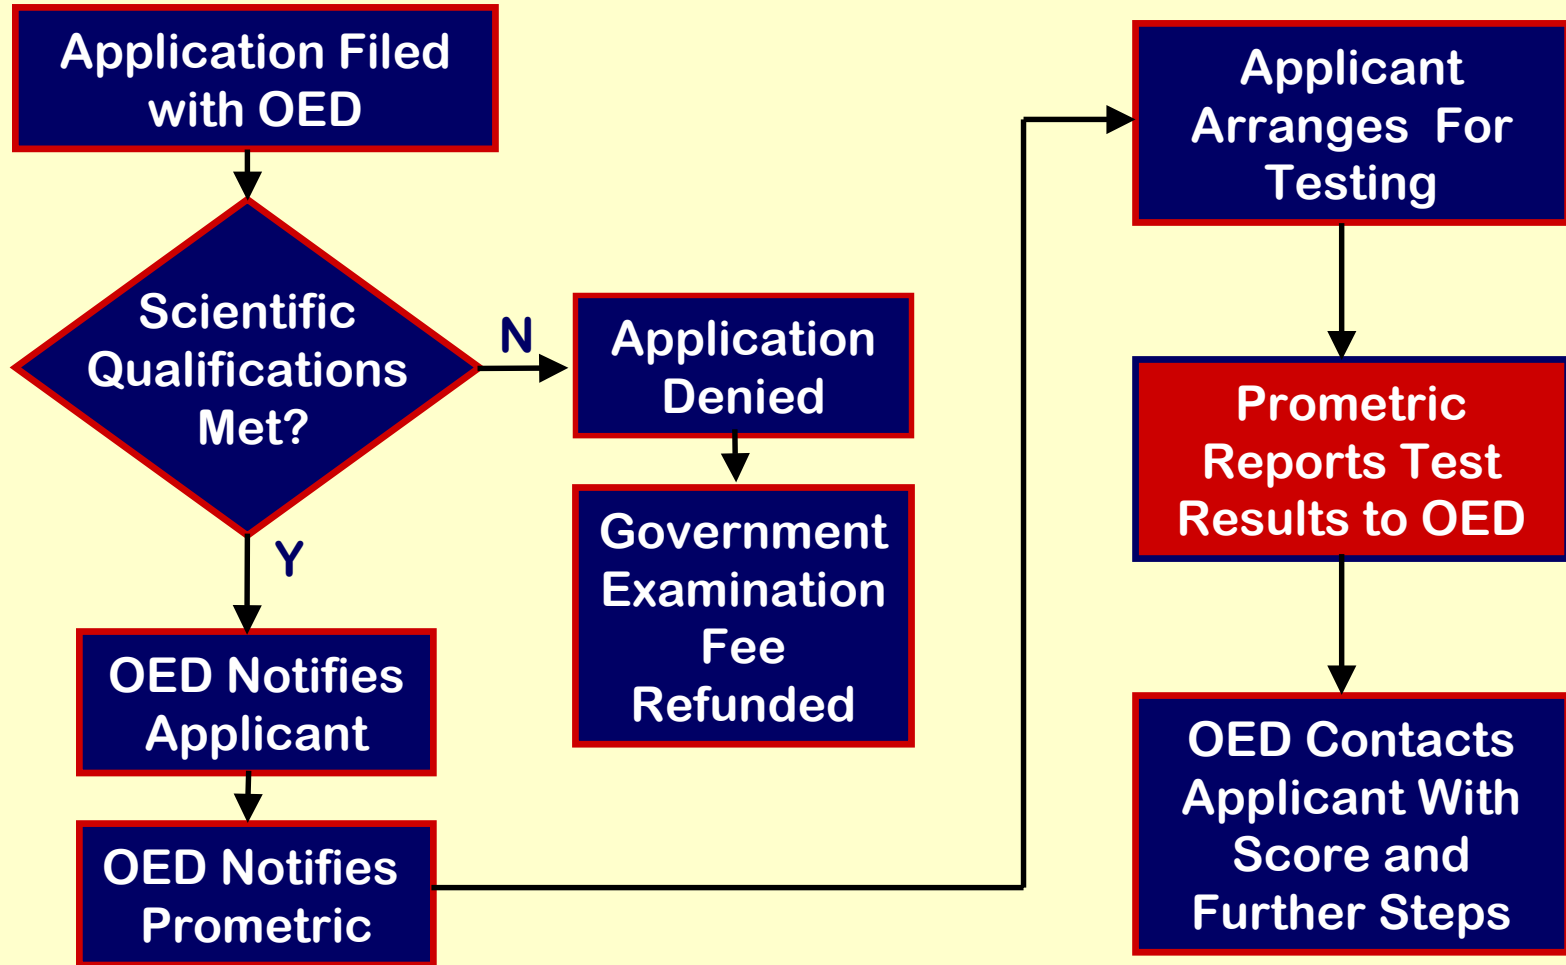 Application Filed
with OED
Scientific
Qualifications
Met?
N
Application
Denied
Government
Examination
Fee
Refunded
Y
OED Notifies
Applicant
OED Notifies
Prometric
Applicant
Arranges  For
Testing
Prometric
Reports Test
Results to OED
OED Contacts
Applicant With
Score and
Further Steps